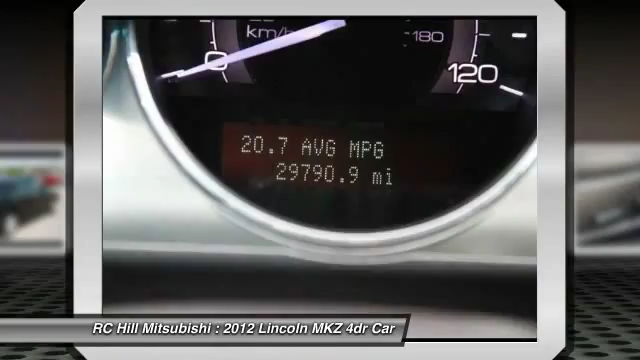 km/h
180
0
120
20.7 AVG MPG
29790.9 mi
RC Hill Mitsubishi : 2012 Lincoln MKZ 4dr Car